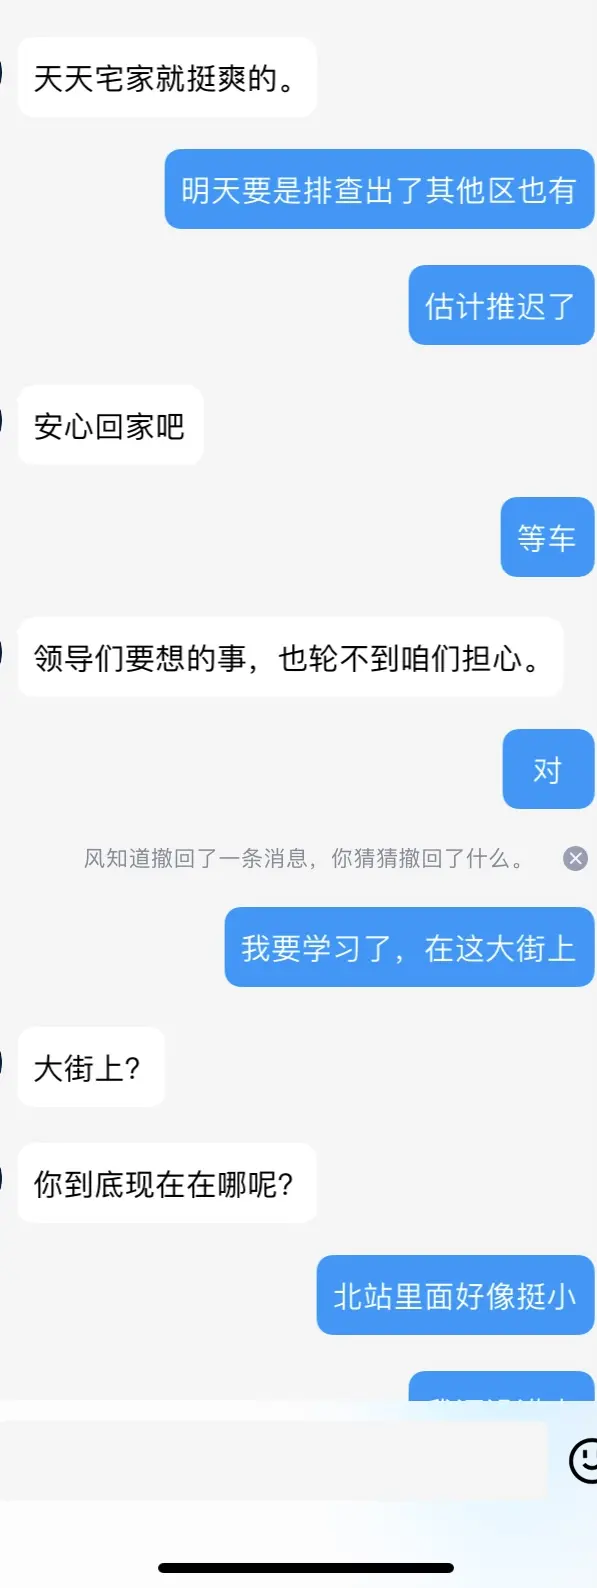 天天宅家就挺爽的。
明天要是排查出了其他区也有
估计推迟了
安心回家吧
等车
领导们要想的事，也轮不到咱们担心。
对
风知道撤回了一条消息，你猜猜撤回了什么。
我要学习了，在这大街上
大街上?
你到底现在在哪呢?
北站里面好像挺小